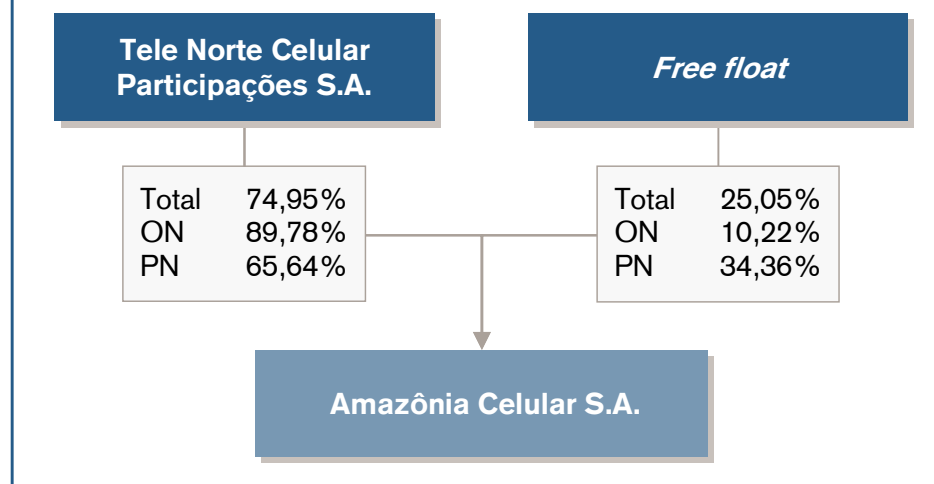 Tele Norte Celular
Participações S.A.
Free float
Total 74,95%
ON 89,78%
PN 65,64%
Total 25,05%
ON 10,22%
PN 34,36%
Amazônia Celular S.A.